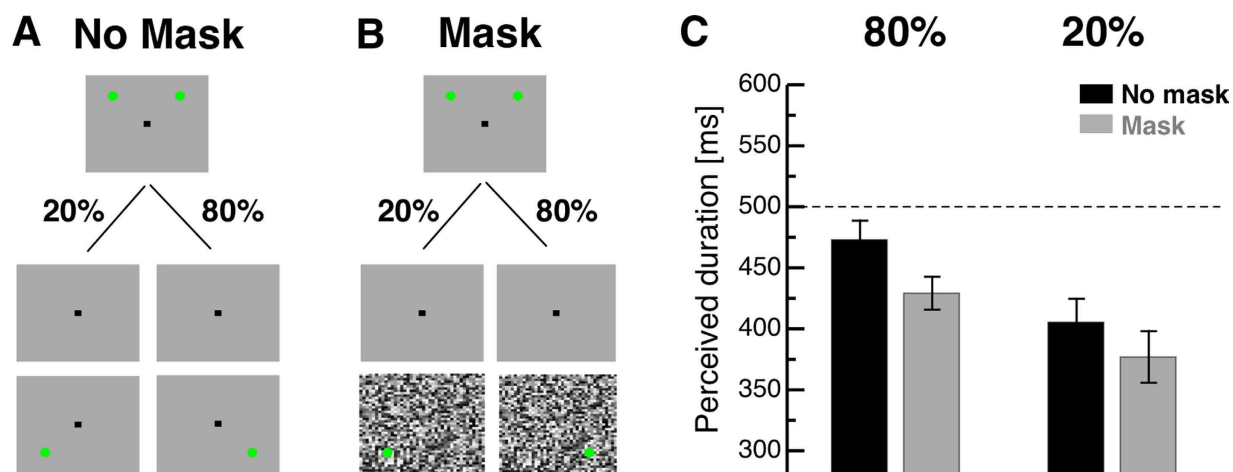 A No Mask
20% 80%
B Mask
20% 80%
C 80% 20%
Perceived duration [ms]
600
550
500
450
400
350
300
No mask
Mask